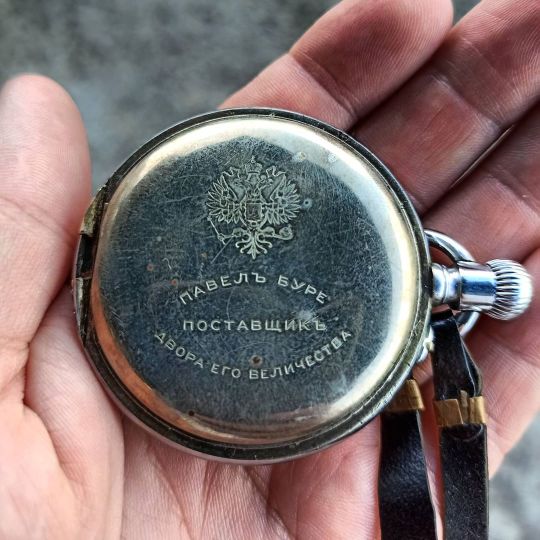 ПАВЕЛЪ БУРЕ
ПОСТАВЩИКЪ
ДВОРА ЕГО ВЕЛИЧЕСТВА